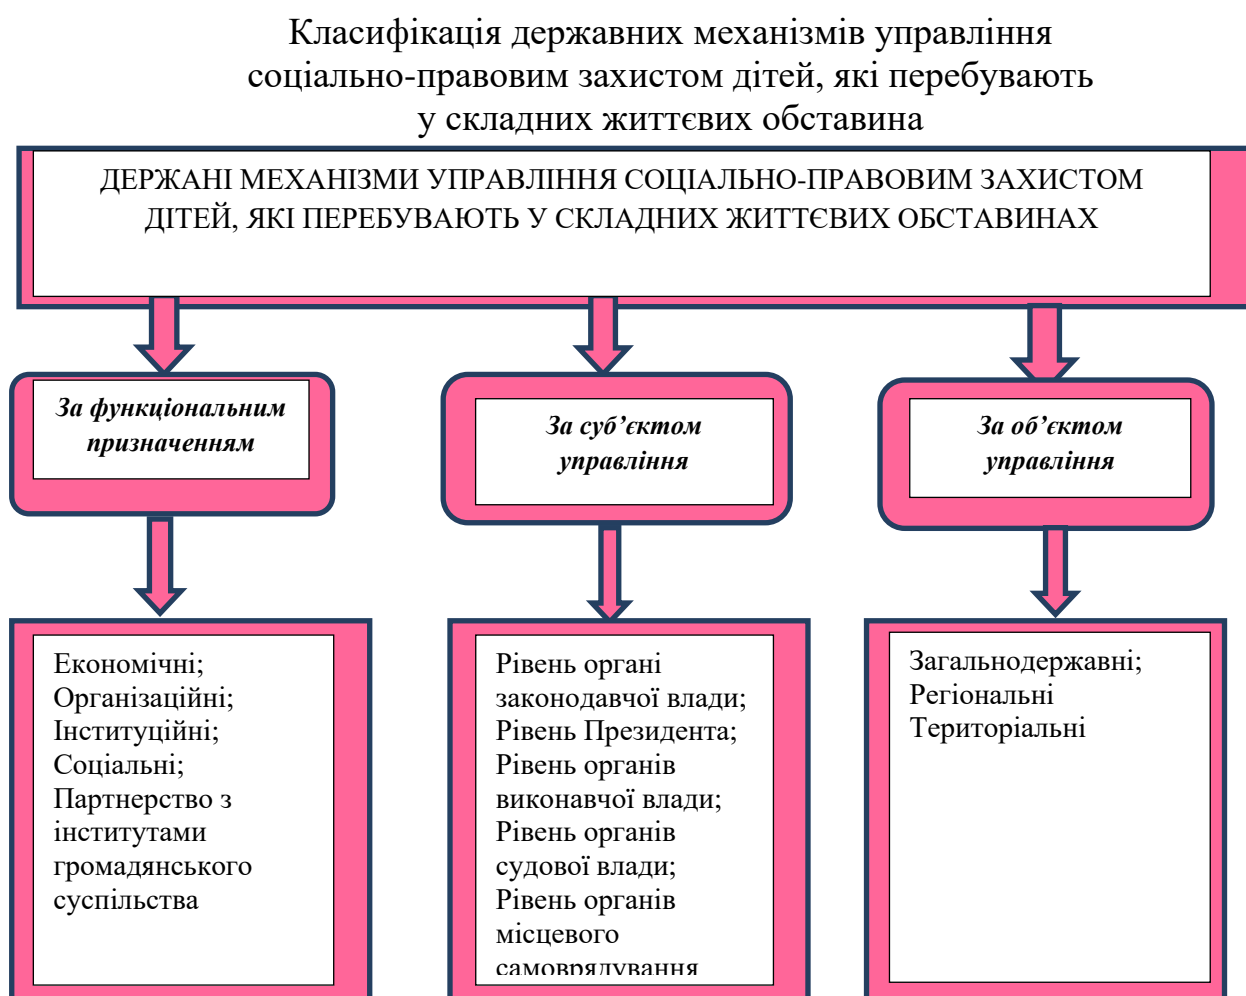 Класифікація державних механізмів управління
соціально-правовим захистом дітей, які перебувають
у складних життєвих обставина
ДЕРЖАНІ МЕХАНІЗМИ УПРАВЛІННЯ СОЦІАЛЬНО-ПРАВОВИМ ЗАХИСТОМ
ДІТЕЙ, ЯКІ ПЕРЕБУВАЮТЬ У СКЛАДНИХ ЖИТТЄВИХ ОБСТАВИНАХ
За функціональним
призначенням
За суб’єктом
управління
За об’єктом
управління
Економічні;
Організаційні;
Інституційні;
Соціальні;
Партнерство з
інститутами
громадянського
суспільства
Рівень органі
законодавчої влади;
Рівень Президента;
Рівень органів
виконавчої влади;
Рівень органів
судової влади;
Рівень органів
місцевого
самоврядування
Загальнодержавні;
Регіональні
Територіальні